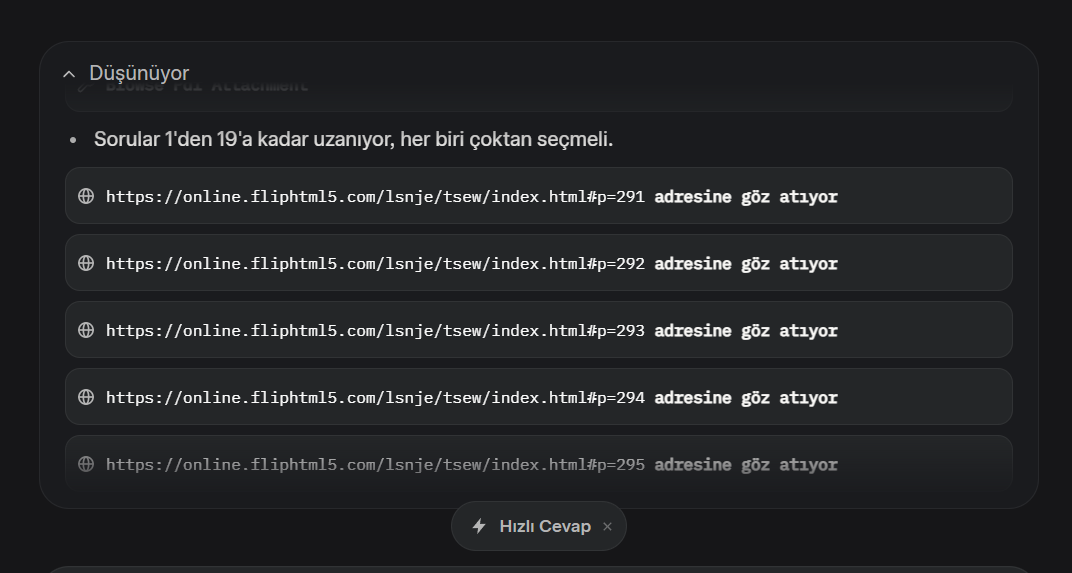 Düşünüyor
Browse Pdf Attachment
Sorular 1'den 19'a kadar uzanıyor, her biri çoktan seçmeli.
https://online.fliphtml5.com/lsnje/tsew/index.html#p=291 adresine göz atıyor
https://online.fliphtml5.com/lsnje/tsew/index.html#p=292 adresine göz atıyor
https://online.fliphtml5.com/lsnje/tsew/index.html#p=293 adresine göz atıyor
https://online.fliphtml5.com/lsnje/tsew/index.html#p=294 adresine göz atıyor
https://online.fliphtml5.com/lsnje/tsew/index.html#p=295 adresine göz atıyor
Hızlı Cevap